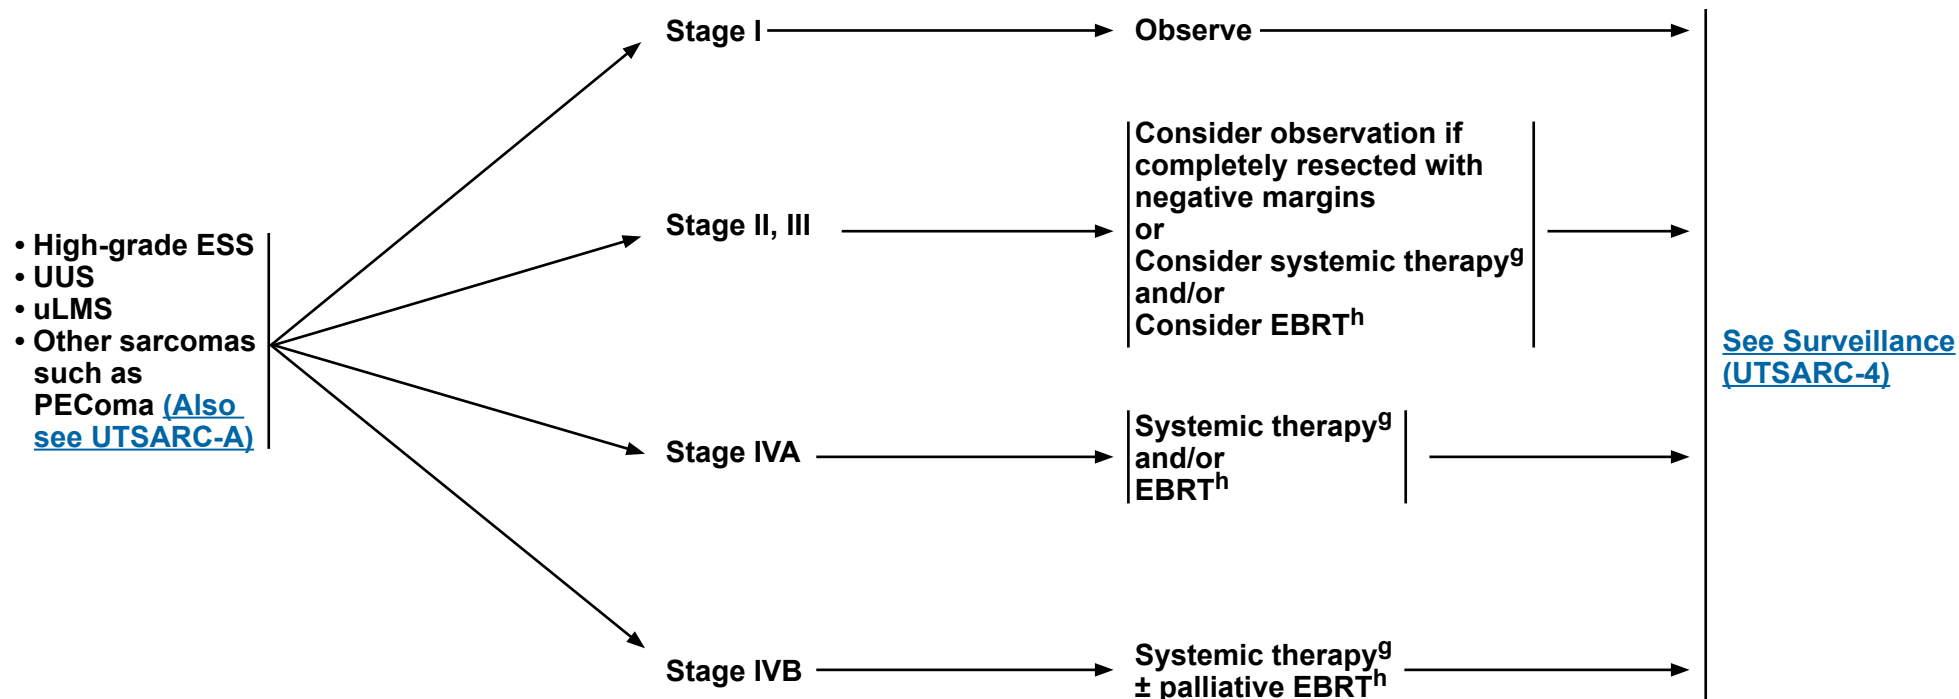 • High-grade ESS
• UUS
• uLMS
• Other sarcomas
such as
PEComa (Also
see UTSARC-A)
Stage I
Observe
Stage II, III
Consider observation if
completely resected with
negative margins
or
Consider systemic therapyg
and/or
Consider EBRTh
Stage IVA
Systemic therapyg
and/or
EBRTh
Stage IVB
Systemic therapyg
± palliative EBRTh
See Surveillance
(UTSARC-4)